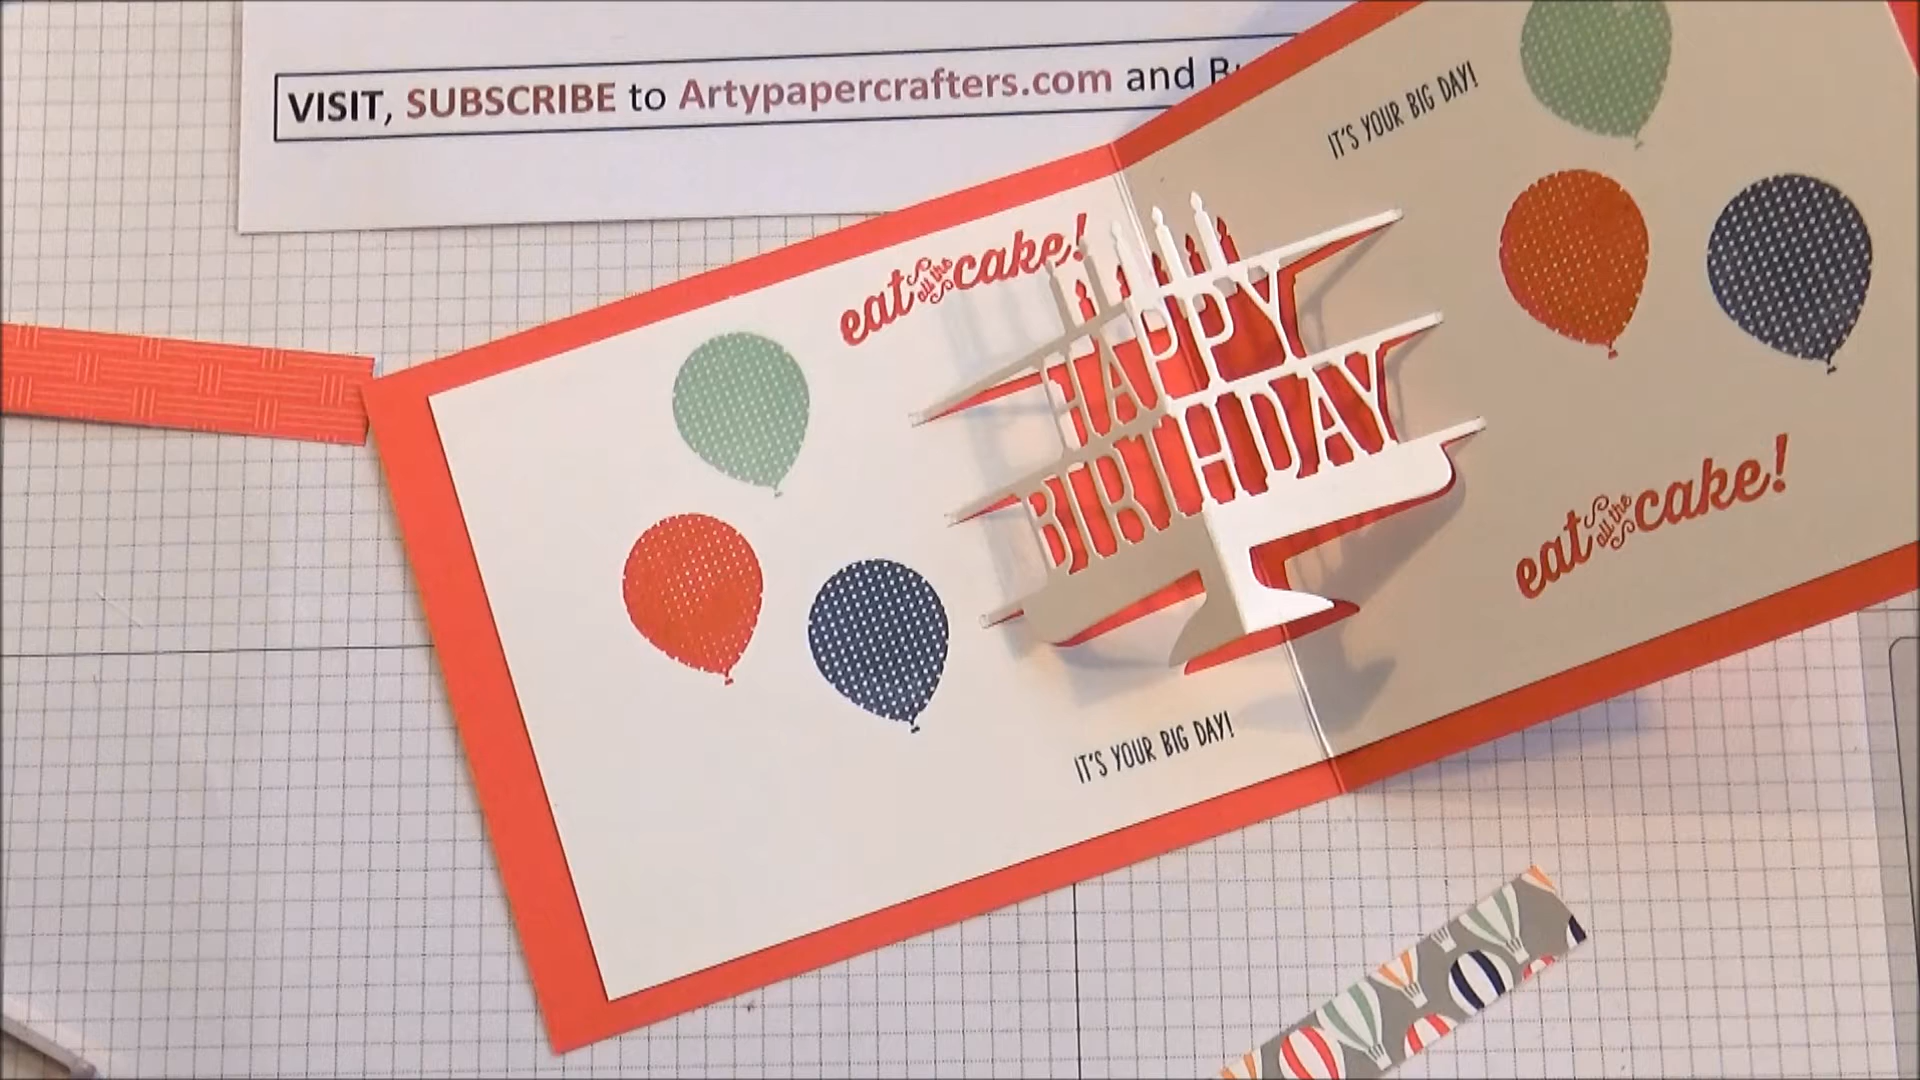 VISIT, SUBSCRIBE to Artypapercrafters.com and
IT'S YOUR BIG DAY!
eat all the cake!
HAPPY
BIRTHDAY
eat all the cake!
IT'S YOUR BIG DAY!